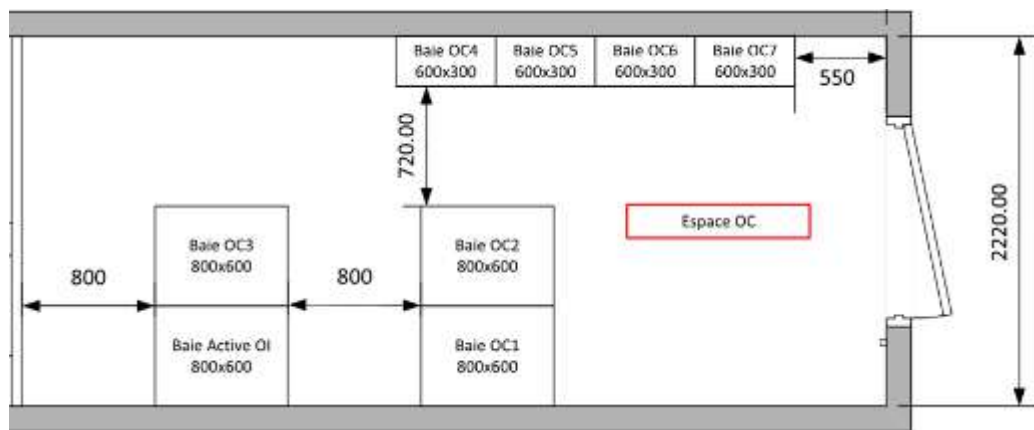 Baie OC4
600x300
Baie OC5
600x300
Baie OC6
600x300
Baie OC7
600x300
550
720.00
2220.00
Espace OC
Baie OC3
800x600
Baie OC2
800x600
800
800
Baie Active OI
800x600
Baie OC1
800x600